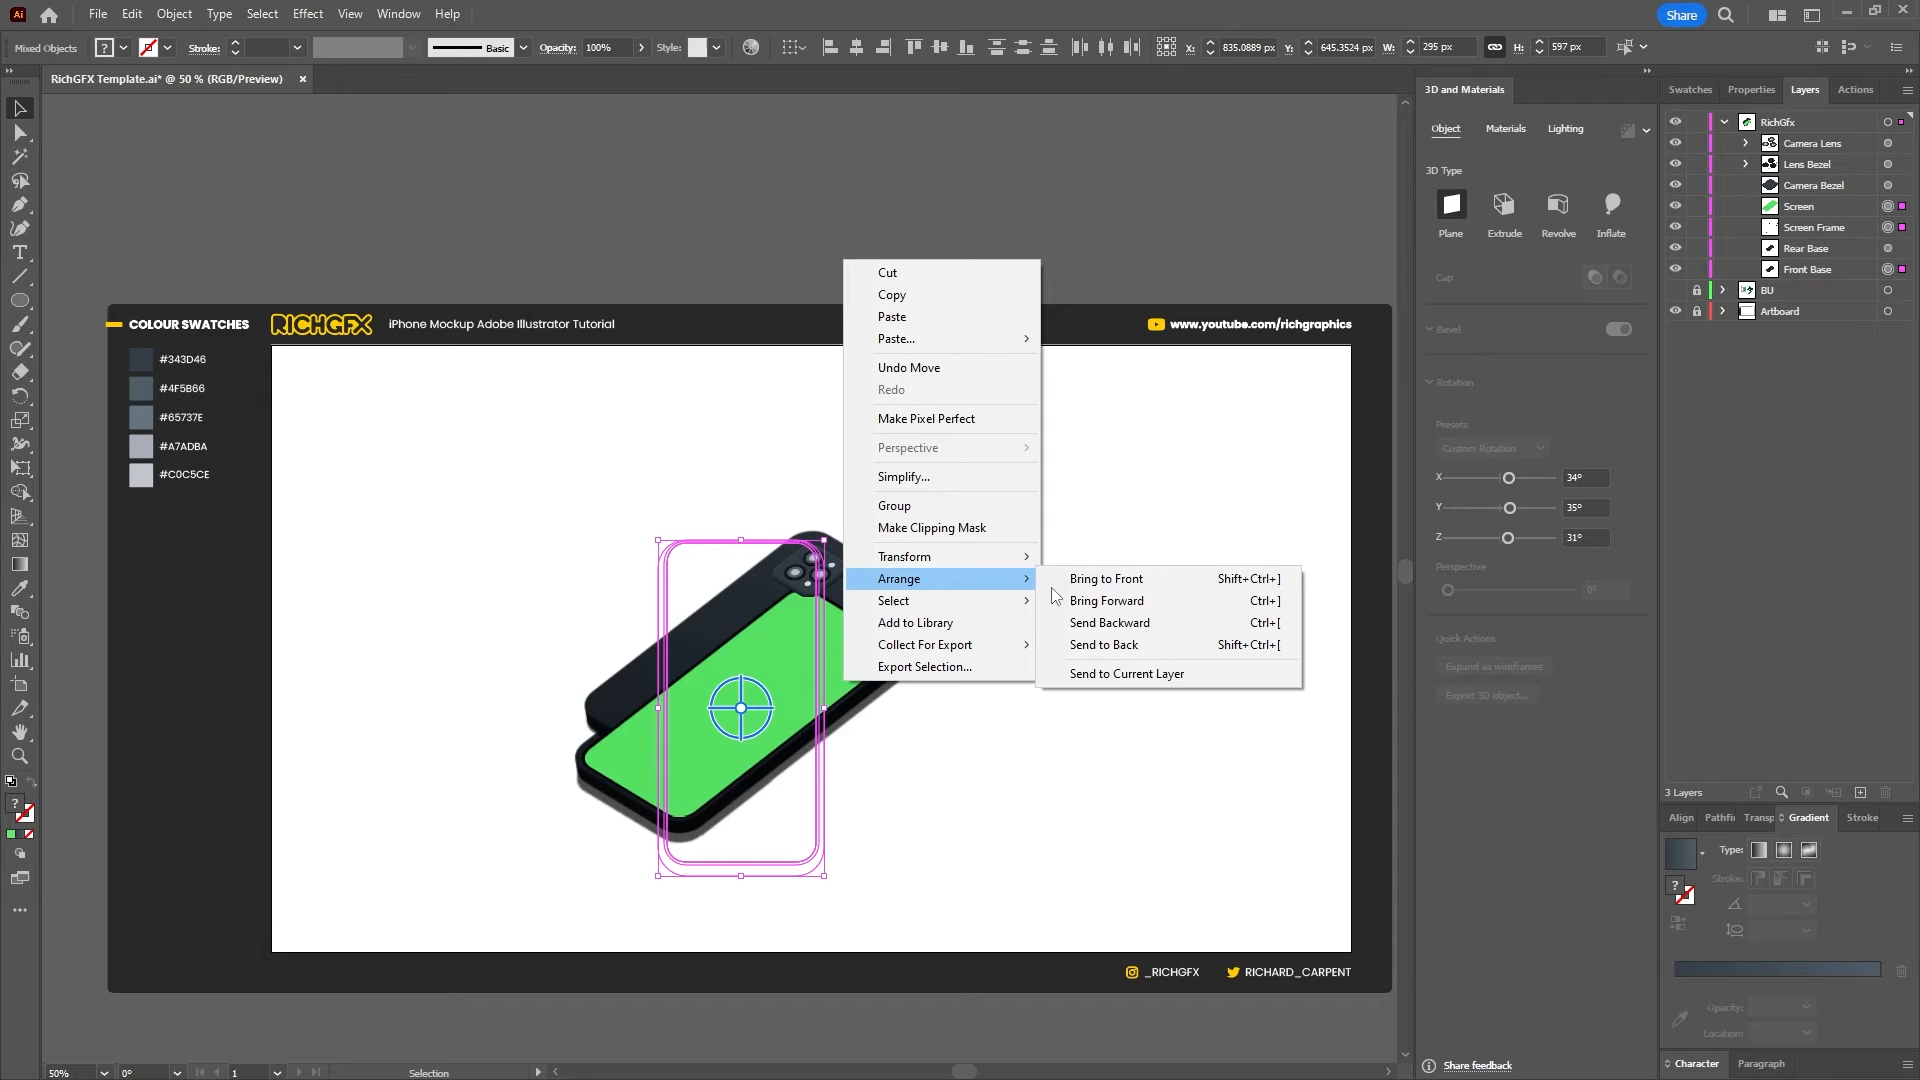 Ai
File Edit Object Type Select Effect View Window Help
Share
Mixed Objects ? Stroke: Basic Opacity: 100% Style: X: 835.0889 px Y: 645.3524 px W: 295 px H: 597 px
RichGFX Template.ai* @ 50 % (RGB/Preview) ×
3D and Materials
Object Materials Lighting
3D Type
Plane Extrude Revolve Inflate
Cap
Bevel
Rotation
Presets
Custom Rotation
X 34°
Y 35°
Z 31°
Perspective
0°
Quick Actions
Expand as wireframes
Export 3D object...
Share feedback
Swatches Properties Layers Actions
RichGfx
Camera Lens
Lens Bezel
Camera Bezel
Screen
Screen Frame
Rear Base
Front Base
BU
Artboard
3 Layers
Align Pathfi Transp Gradient Stroke
Type:
Stroke:
?
Opacity:
Location:
Character Paragraph
COLOUR SWATCHES
#343D46
#4F5B66
#65737E
#A7ADBA
#C0C5CE
RICHGFX iPhone Mockup Adobe Illustrator Tutorial
www.youtube.com/richgraphics
Cut
Copy
Paste
Paste...
Undo Move
Redo
Make Pixel Perfect
Perspective
Simplify...
Group
Make Clipping Mask
Transform
Arrange
Select
Add to Library
Collect For Export
Export Selection...
Bring to Front Shift+Ctrl+]
Bring Forward Ctrl+]
Send Backward Ctrl+[
Send to Back Shift+Ctrl+[
Send to Current Layer
_RICHGFX RICHARD_CARPENT
?
50% 0° 1 Selection